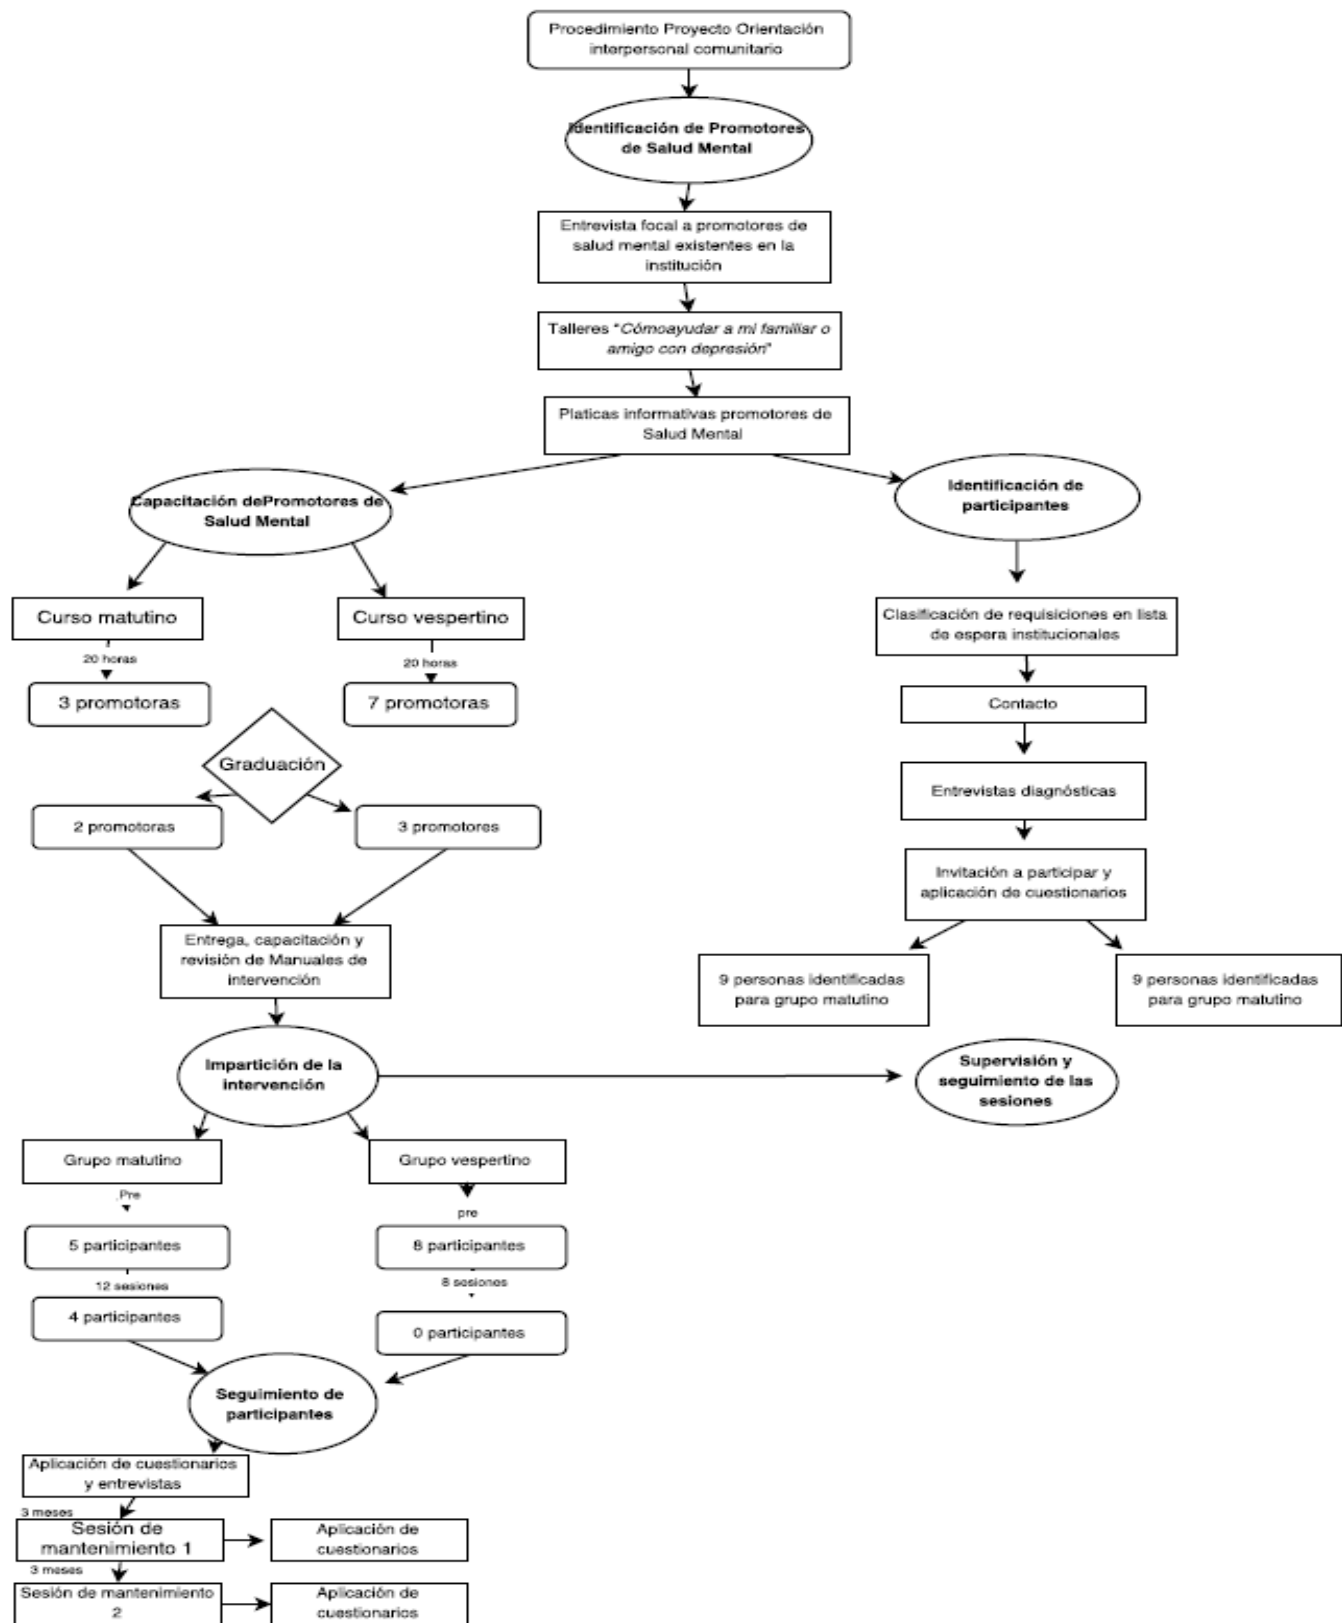 Procedimiento Proyecto Orientación
interpersonal comunitario
Identificación de Promotores
de Salud Mental
Entrevista focal a promotores de
salud mental existentes en la
institución
Talleres "Cómoayudar a mi familiar o
amigo con depresión"
Platicas informativas promotores de
Salud Mental
Capacitación dePromotores de
Salud Mental
Identificación de
participantes
Curso matutino
Curso vespertino
20 horas
20 horas
3 promotoras
7 promotoras
Clasificación de requisiciones en lista
de espera institucionales
Contacto
Graduación
Entrevistas diagnósticas
2 promotoras
3 promotores
Invitación a participar y
aplicación de cuestionarios
Entrega, capacitación y
revisión de Manuales de
intervención
9 personas identificadas
para grupo matutino
9 personas identificadas
para grupo matutino
Impartición de la
intervención
Supervisión y
seguimiento de las
sesiones
Grupo matutino
Grupo vespertino
Pre
pre
5 participantes
8 participantes
12 sesiones
8 sesiones
4 participantes
0 participantes
Seguimiento de
participantes
Aplicación de cuestionarios
y entrevistas
3 meses
Sesión de
mantenimiento 1
Aplicación de
cuestionarios
3 meses
Sesión de mantenimiento
2
Aplicación de
cuestionarios